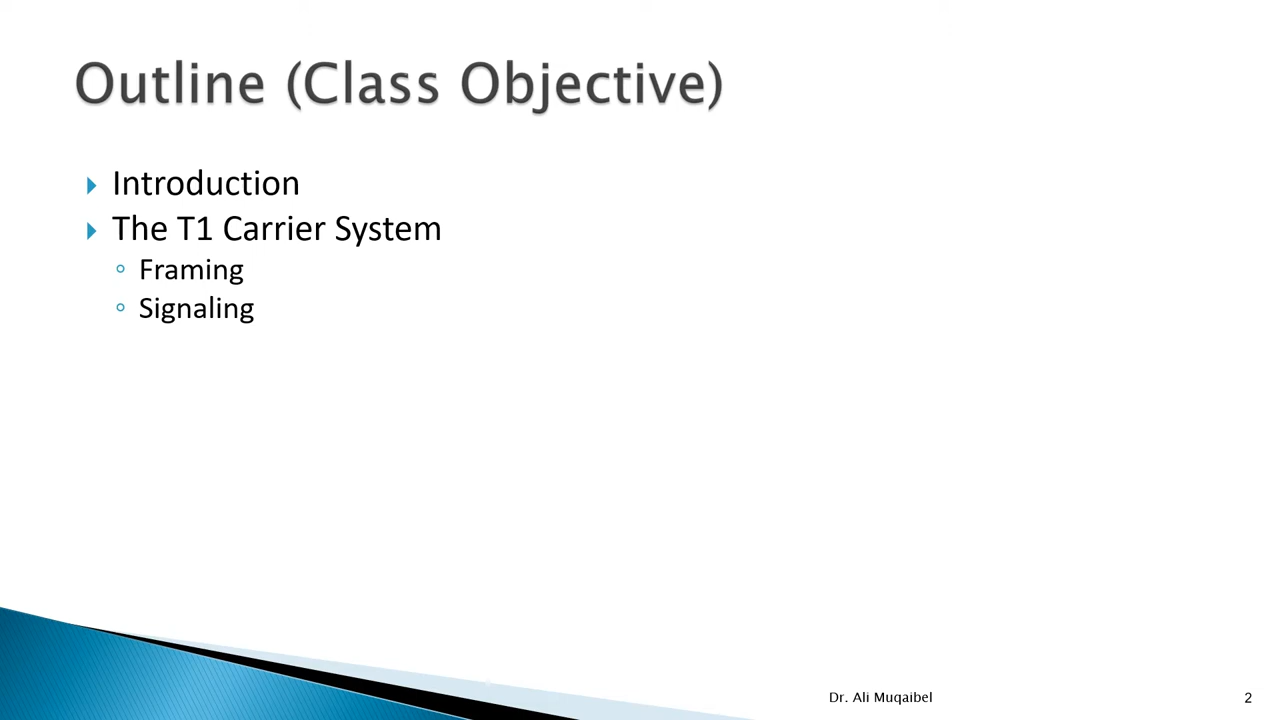 Outline (Class Objective)
Introduction
The T1 Carrier System
Framing
Signaling
Dr. Ali Muqaibel
2